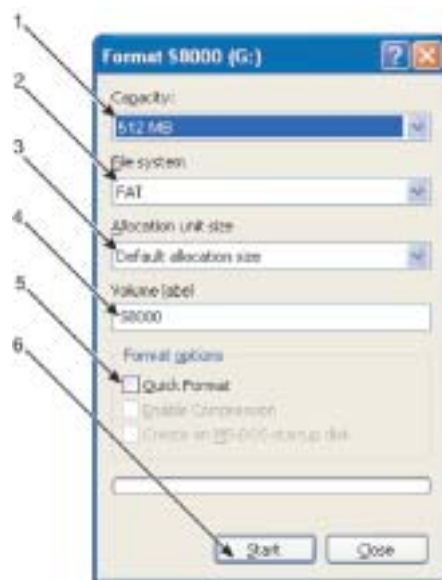 1
Format S8000 (G:)
2
Capacity:
512 MB
3
File system
FAT
4
Allocation unit size
Default allocation size
5
Volume label
S8000
6
Format options
Quick Format
Enable Compression
Create an MS-DOS startup disk
Start
Close